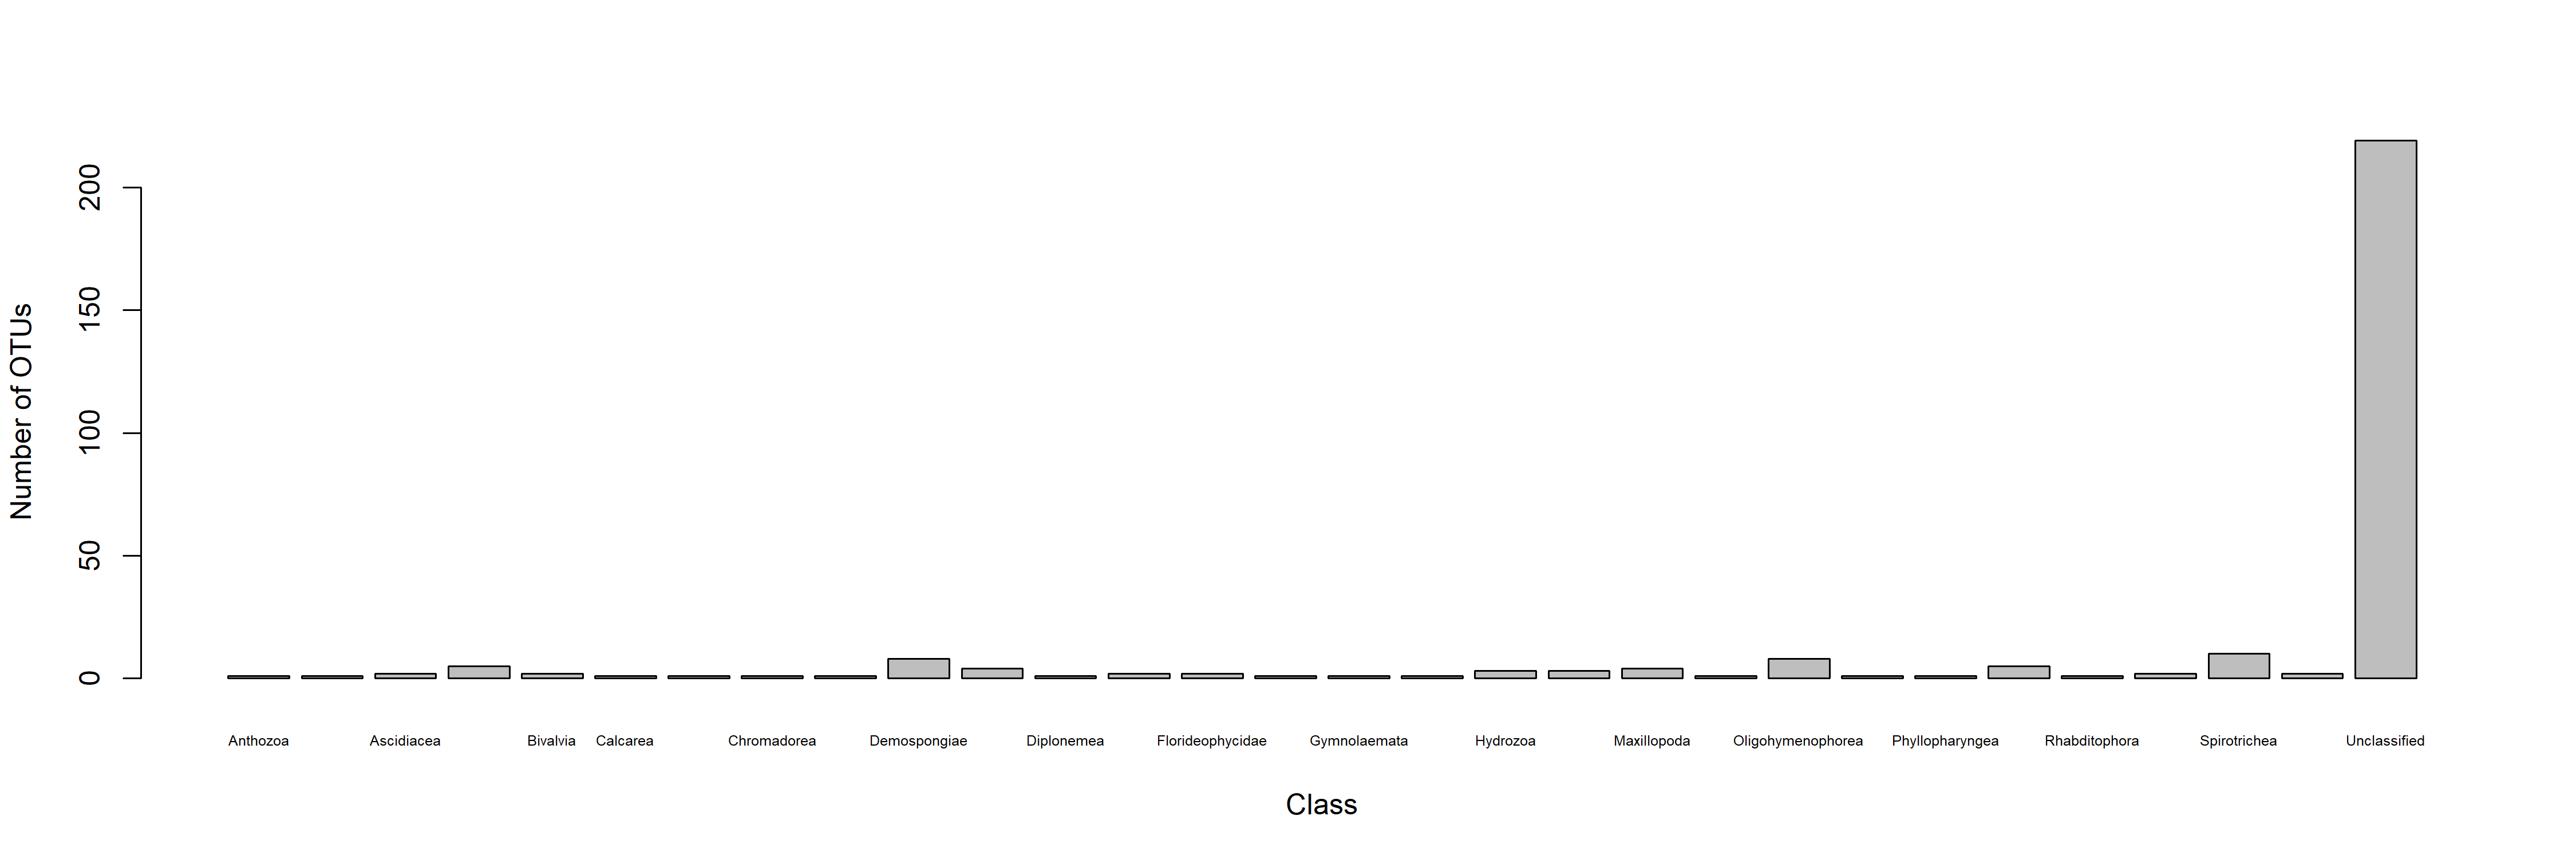 Number of OTUs
200
150
100
50
0
Anthozoa Ascidiacea Bivalvia Calcarea Chromadorea Demospongiae Diplonemea Florideophycidae Gymnolaemata Hydrozoa Maxillopoda Oligohymenophorea Phyllopharyngea Rhabditophora Spirotrichea Unclassified
Class